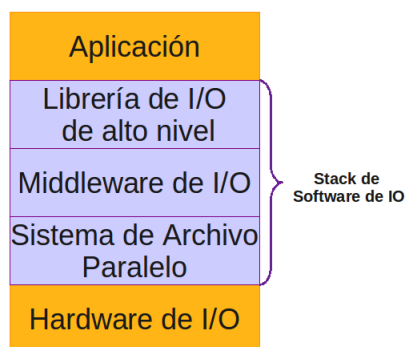 Aplicación
Librería de I/O
de alto nivel
Middleware de I/O
Sistema de Archivo
Paralelo
Hardware de I/O
Stack de
Software de IO